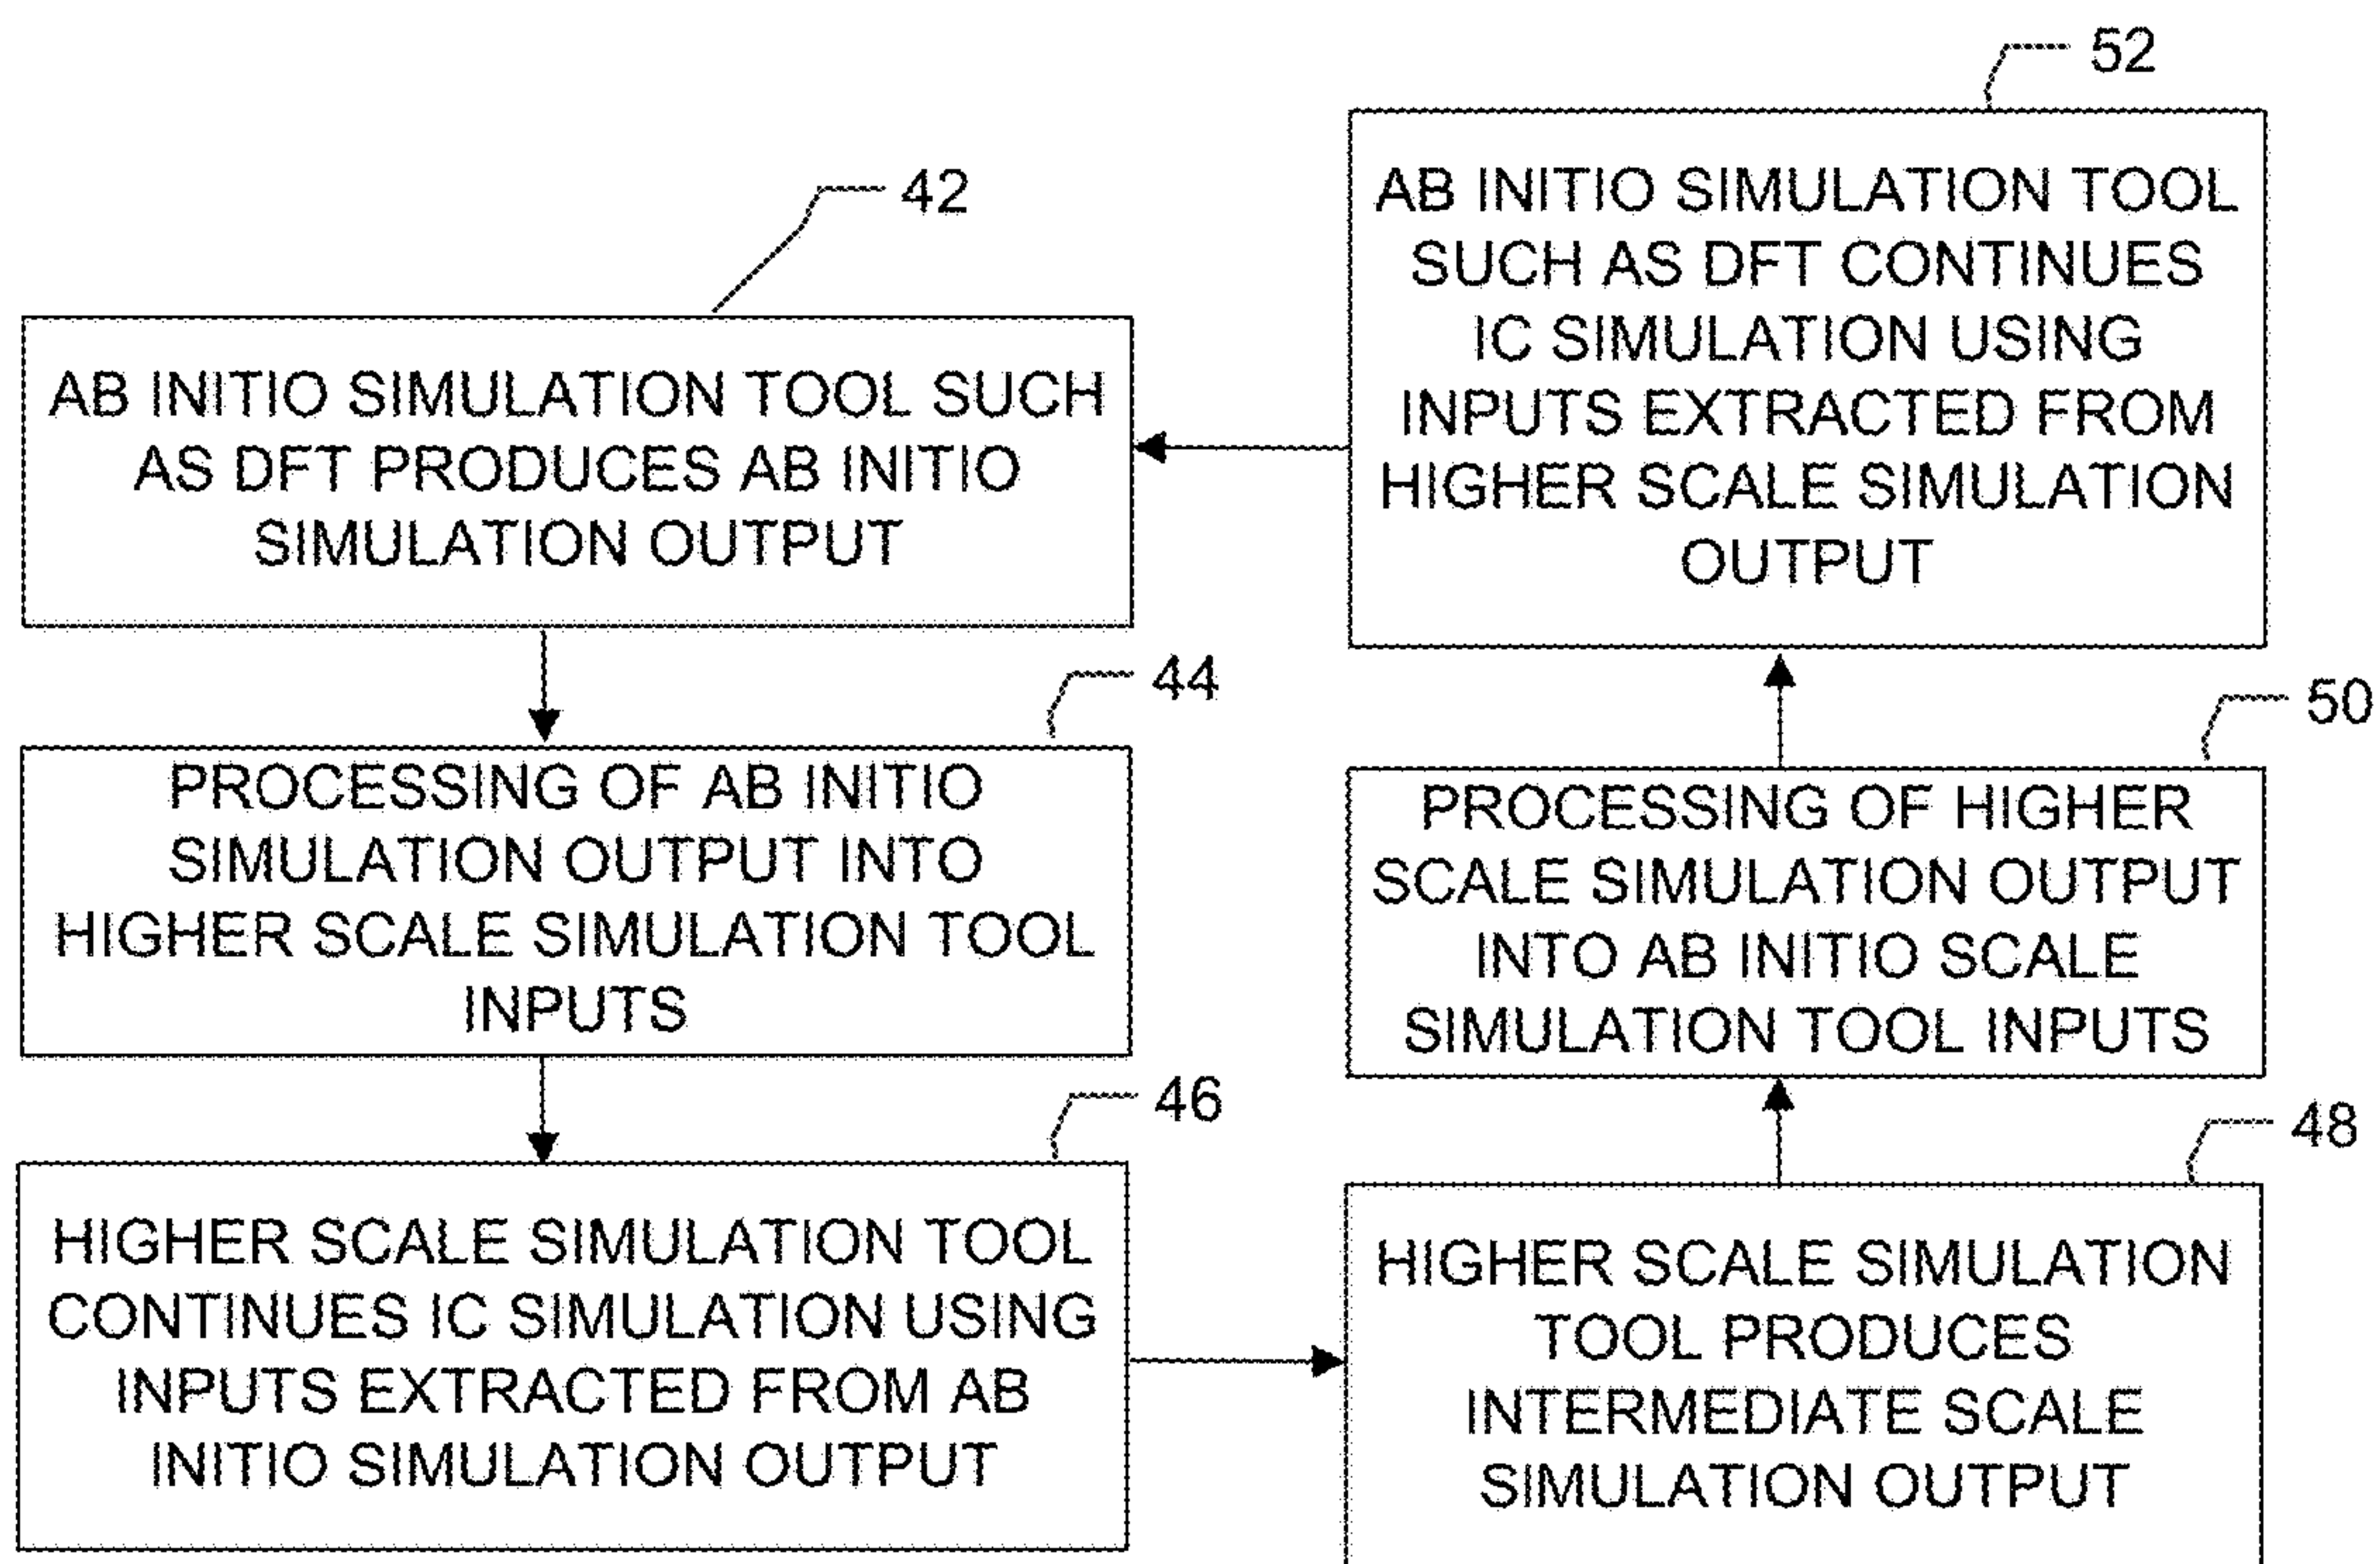 42
AB INITIO SIMULATION TOOL SUCH
AS DFT PRODUCES AB INITIO
SIMULATION OUTPUT
44
PROCESSING OF AB INITIO
SIMULATION OUTPUT INTO
HIGHER SCALE SIMULATION TOOL
INPUTS
46
HIGHER SCALE SIMULATION TOOL
CONTINUES IC SIMULATION USING
INPUTS EXTRACTED FROM AB
INITIO SIMULATION OUTPUT
48
HIGHER SCALE SIMULATION
TOOL PRODUCES
INTERMEDIATE SCALE
SIMULATION OUTPUT
50
PROCESSING OF HIGHER
SCALE SIMULATION OUTPUT
INTO AB INITIO SCALE
SIMULATION TOOL INPUTS
52
AB INITIO SIMULATION TOOL
SUCH AS DFT CONTINUES
IC SIMULATION USING
INPUTS EXTRACTED FROM
HIGHER SCALE SIMULATION
OUTPUT